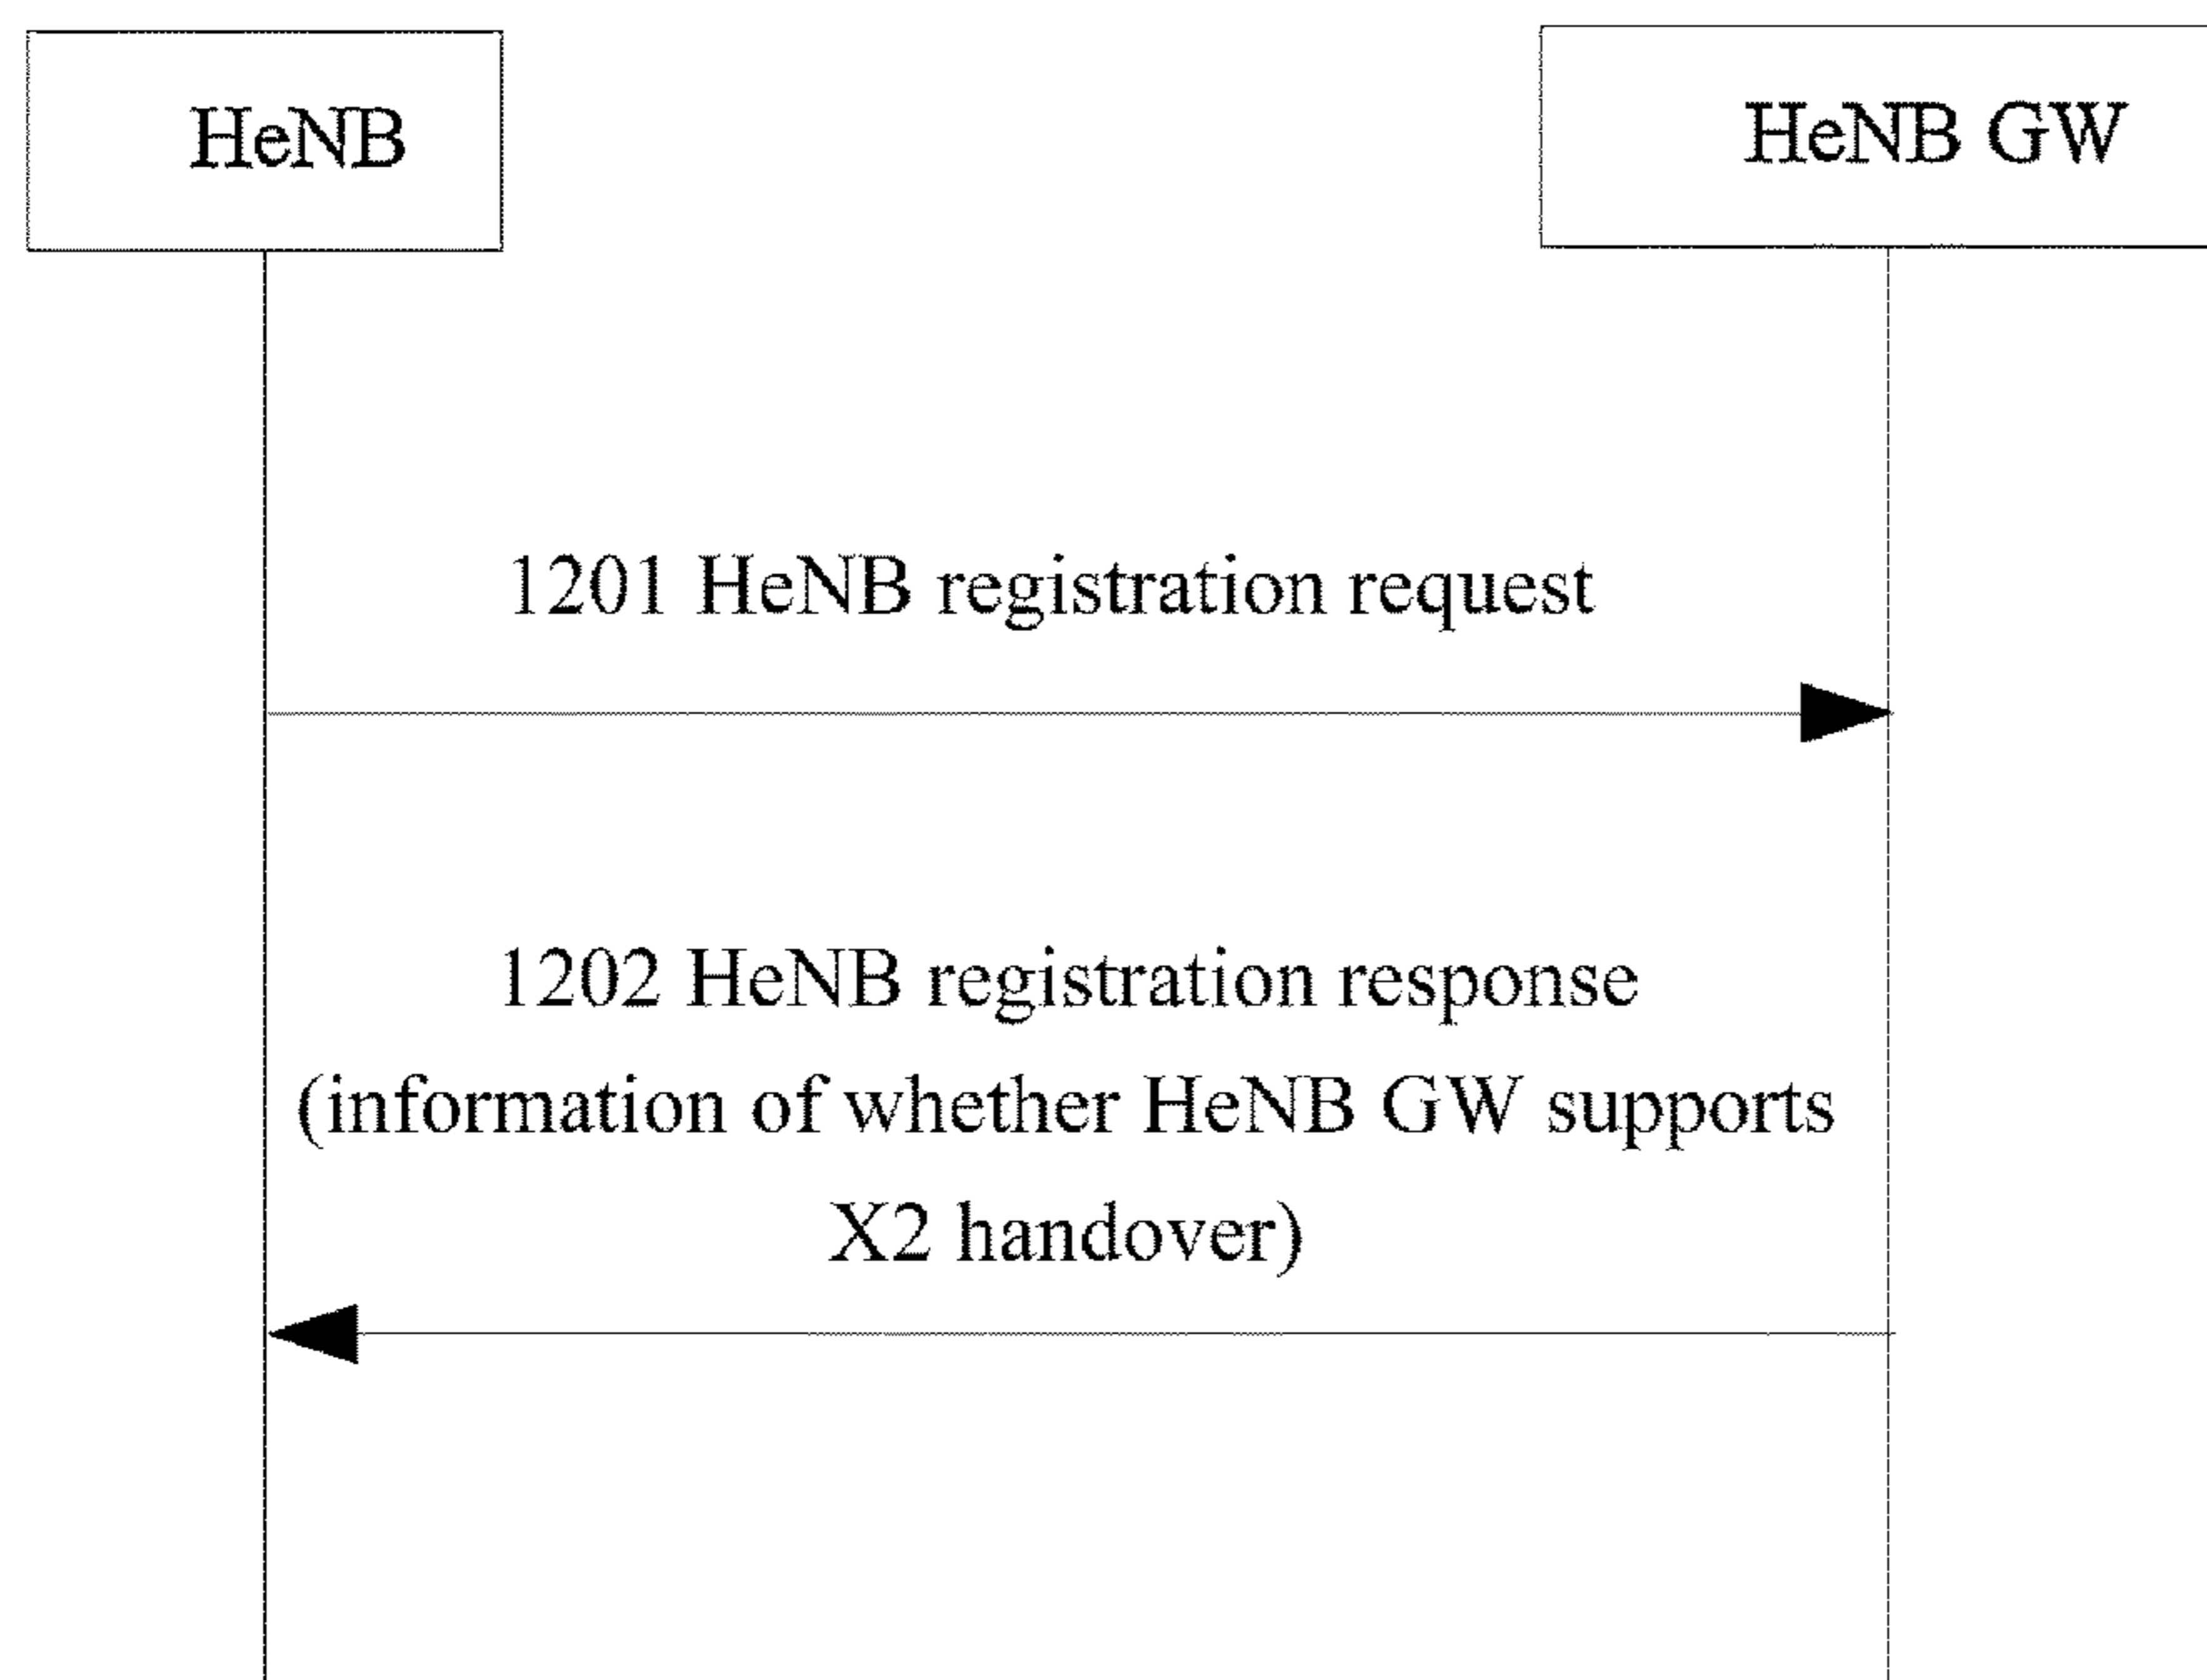 HeNB
HeNB GW
1201 HeNB registration request
1202 HeNB registration response
(information of whether HeNB GW supports
X2 handover)